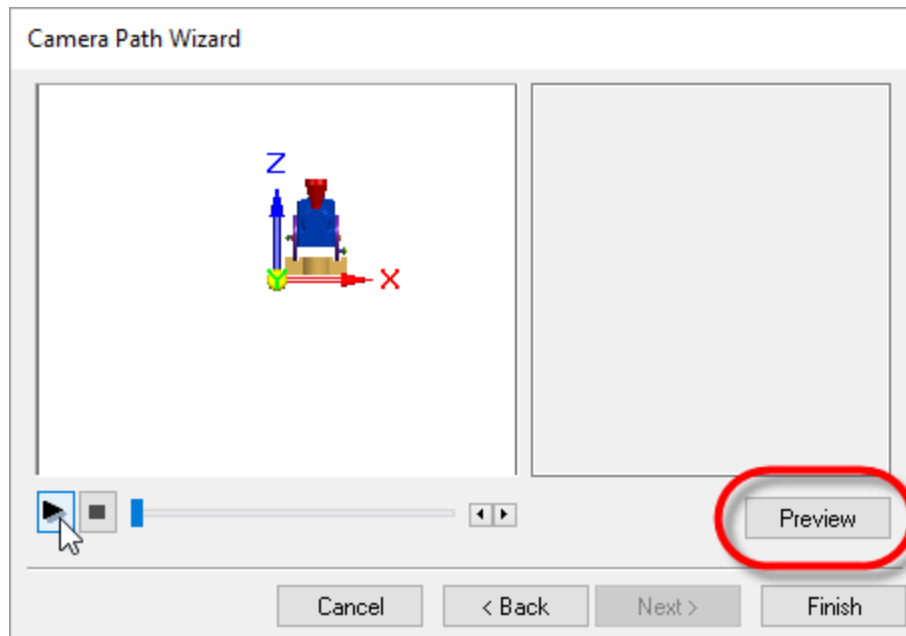 Camera Path Wizard
Z
Y
X
Preview
Cancel
< Back
Next >
Finish